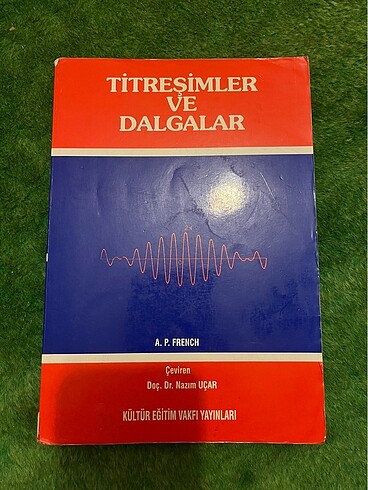 TİTREŞİMLER
VE
DALGALAR
A. P. FRENCH
Çeviren
Doç. Dr. Nazım UÇAR
KÜLTÜR EĞİTİM VAKFI YAYINLARI